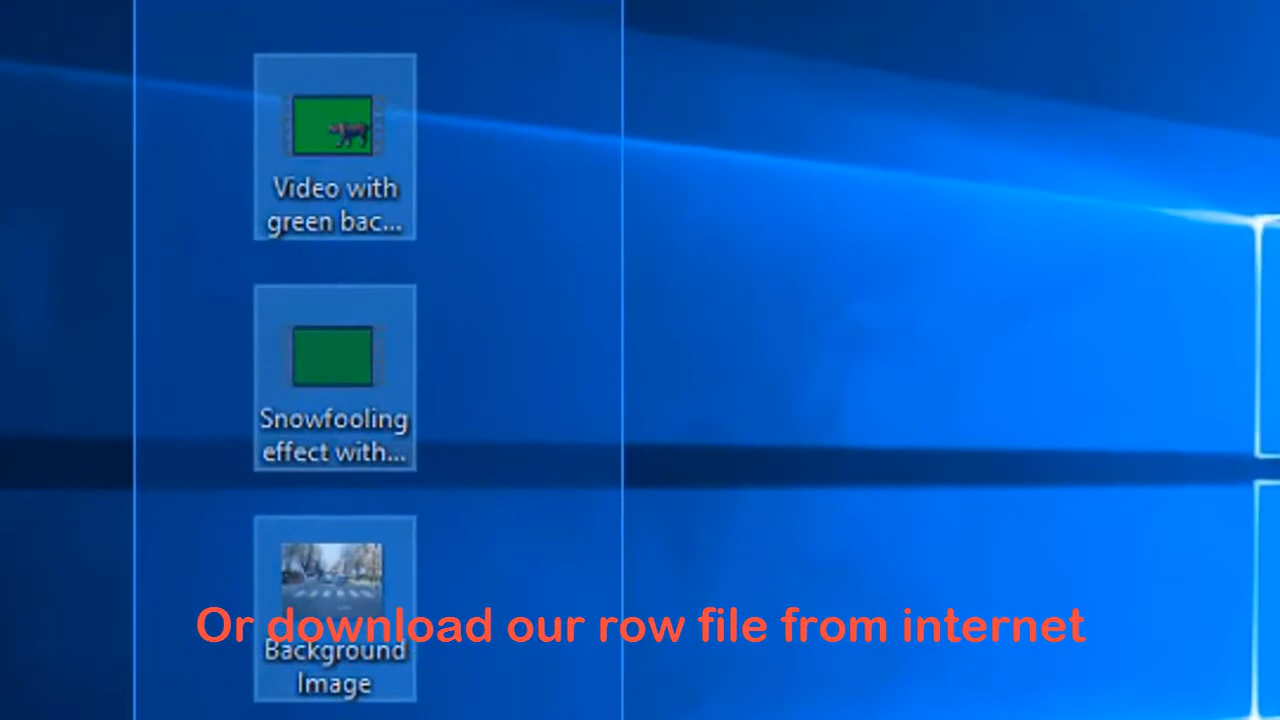 Video with
green bac...
Snowfooling
effect with...
Or download our row file from internet
Background
Image